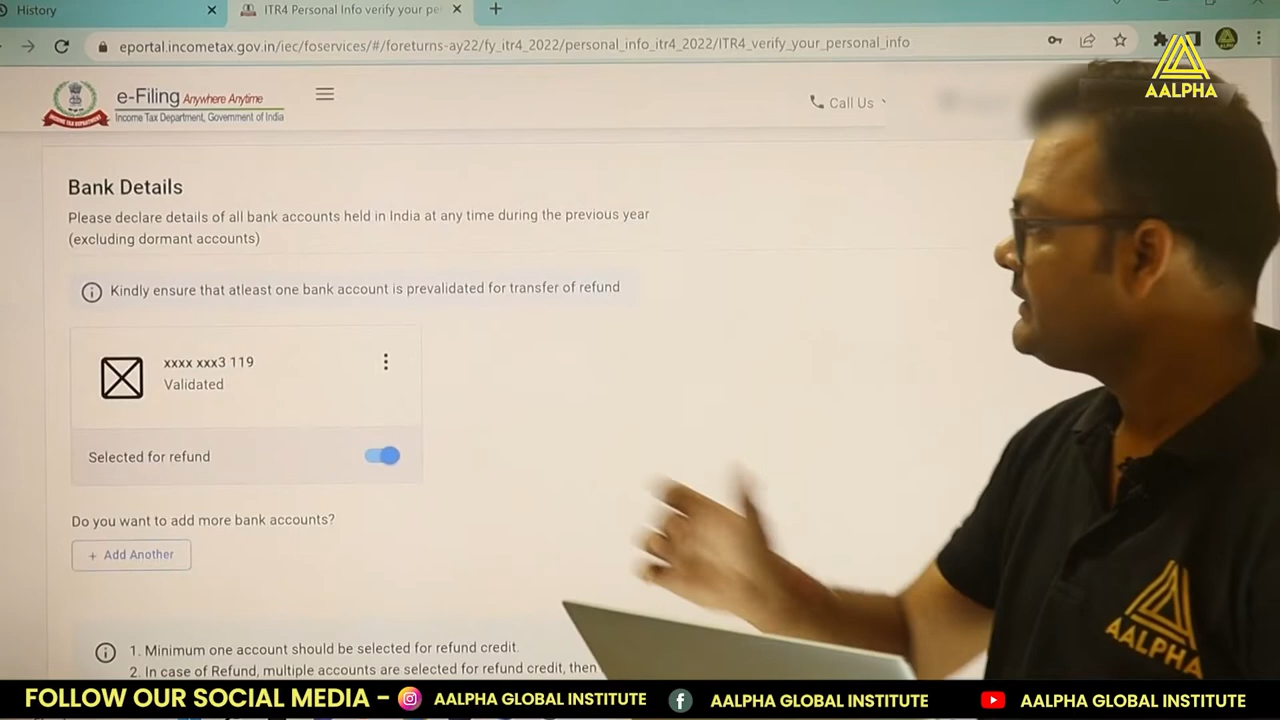 History
ITR4 Personal Info verify your pe
eportal.incometax.gov.in/iec/foservices/#/foreturns-ay22/fy_itr4_2022/personal_info_itr4_2022/ITR4_verify_your_personal_info
AALPHA
e-Filing Anywhere Anytime
Income Tax Department, Government of India
Call Us
Bank Details
Please declare details of all bank accounts held in India at any time during the previous year
(excluding dormant accounts)
Kindly ensure that atleast one bank account is prevalidated for transfer of refund
xxxx xxx3 119
Validated
Selected for refund
Do you want to add more bank accounts?
+ Add Another
1. Minimum one account should be selected for refund credit.
2. In case of Refund, multiple accounts are selected for refund credit, then
AALPHA
FOLLOW OUR SOCIAL MEDIA - AALPHA GLOBAL INSTITUTE AALPHA GLOBAL INSTITUTE AALPHA GLOBAL INSTITUTE